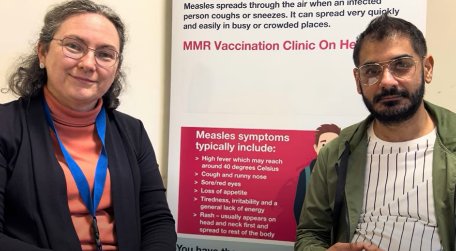 Measles spreads through the air when an infected
person coughs or sneezes. It can spread very quickly
and easily in busy or crowded places.
MMR Vaccination Clinic On He
Measles symptoms
typically include:
> High fever which may reach
around 40 degrees Celsius
> Cough and runny nose
> Sore/red eyes
> Loss of appetite
> Tiredness, irritability and a
general lack of energy
> Rash – usually appears on
head and neck first and
spread to rest of the body
You have th